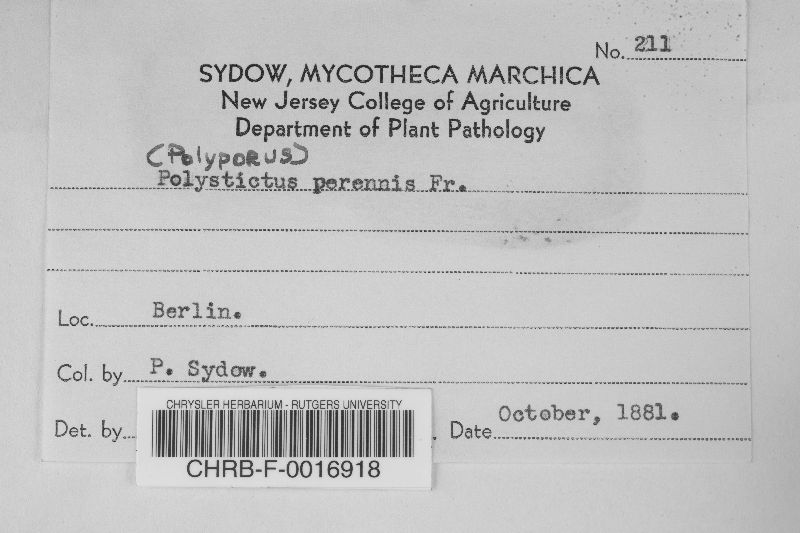 No. 211
SYDOW, MYCOTHECA MARCHICA
New Jersey College of Agriculture
Department of Plant Pathology
(Polyporus)
Polystictus perennis Fr.
Loc. Berlin.
Col. by P. Sydow.
Det. by
Date October, 1881.
CHRYSLER HERBARIUM - RUTGERS UNIVERSITY
CHRB-F-0016918